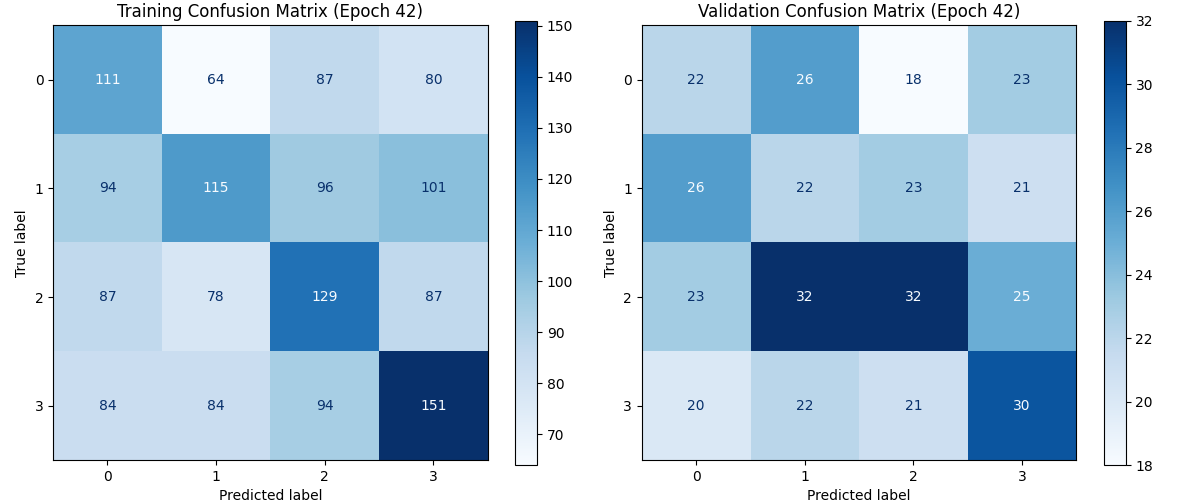 Training Confusion Matrix (Epoch 42)
0 111 64 87 80
1 94 115 96 101
2 87 78 129 87
3 84 84 94 151
0 1 2 3
True label
Predicted label
150
140
130
120
110
100
90
80
70
Validation Confusion Matrix (Epoch 42)
0 22 26 18 23
1 26 22 23 21
2 23 32 32 25
3 20 22 21 30
0 1 2 3
True label
Predicted label
32
30
28
26
24
22
20
18